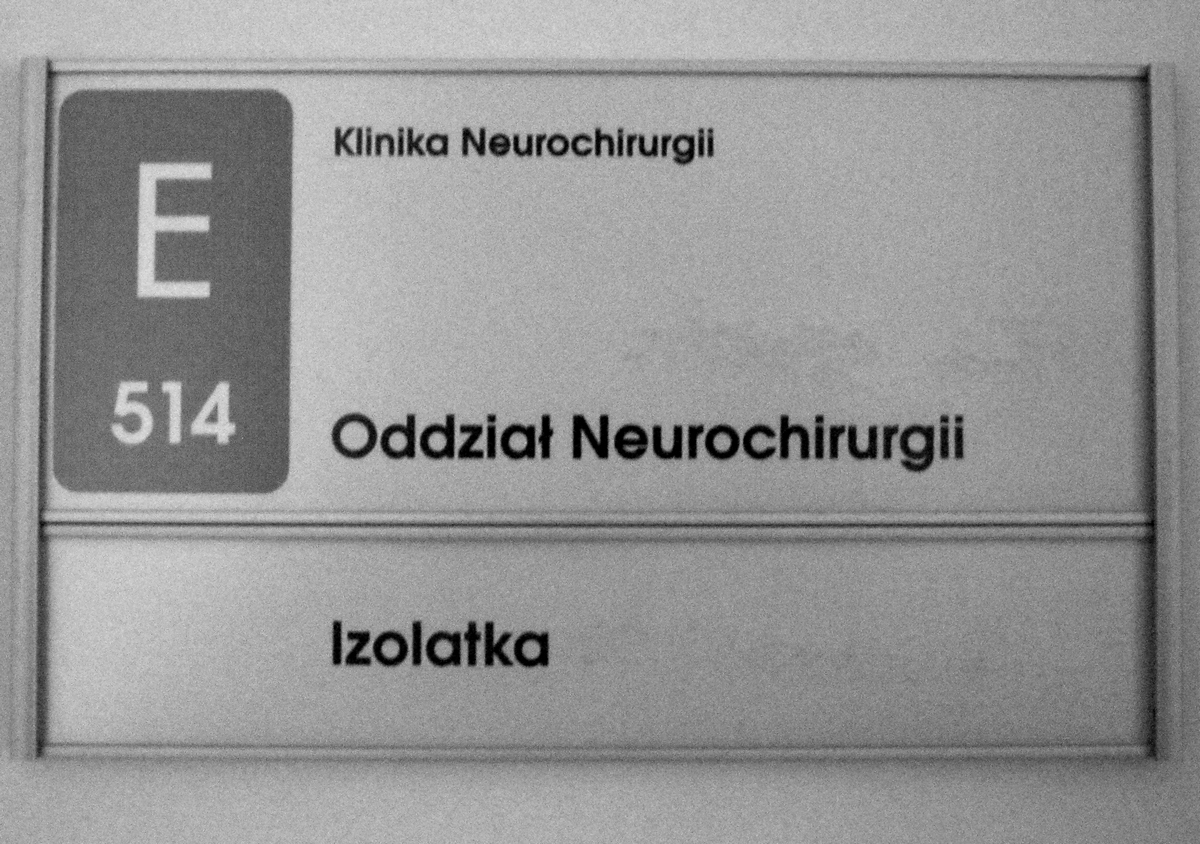 E
514
Klinika Neurochirurgii
Oddział Neurochirurgii
Izolatka